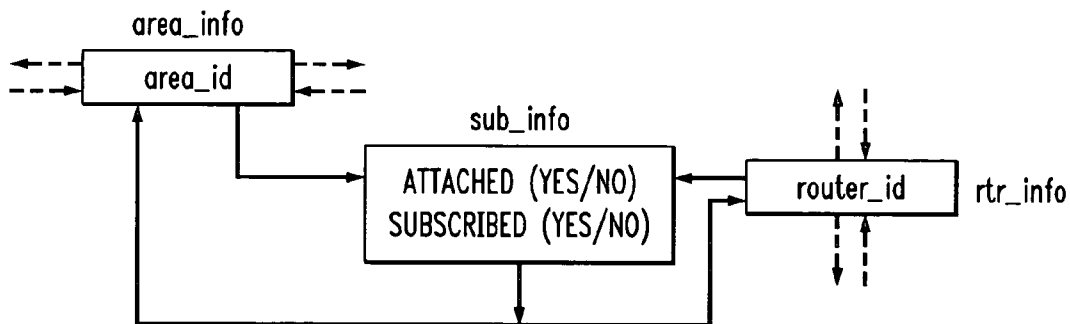 area_info
area_id
sub_info
ATTACHED (YES/NO)
SUBSCRIBED (YES/NO)
router_id
rtr_info